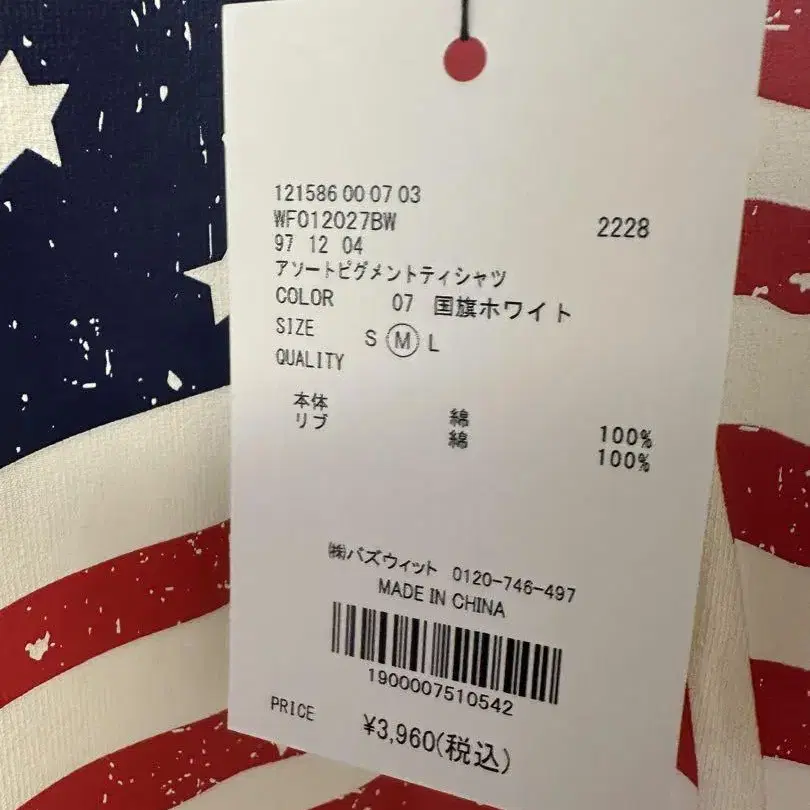 121586 00 07 03
WF012027BW 2228
97 12 04
アソートピグメントティシャツ
COLOR 07 国旗ホワイト
SIZE S M L
QUALITY
本体 綿 100%
リブ 綿 100%
㈱バズウィット 0120-746-497
MADE IN CHINA
1900007510542
PRICE ¥3,960(税込)